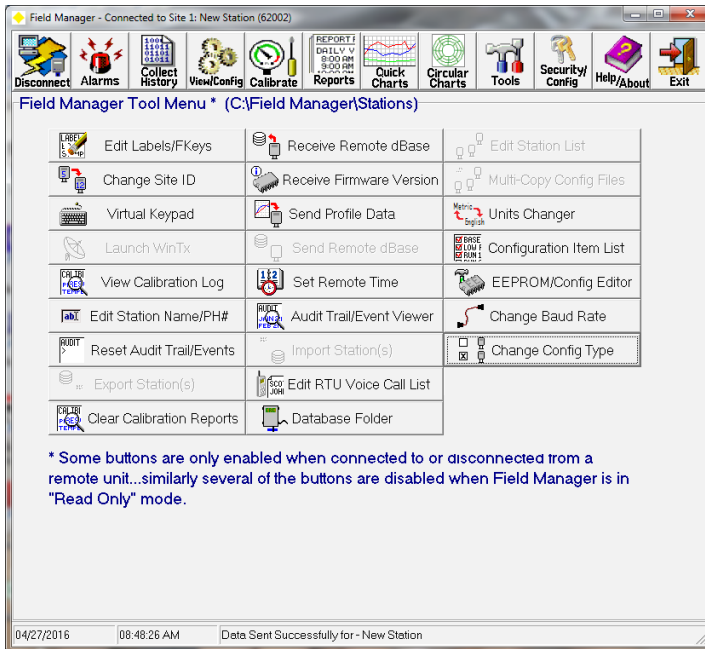 Field Manager - Connected to Site 1: New Station (62002)
Disconnect Alarms Collect History View/Config Calibrate Reports Quick Charts Circular Charts Tools Security/Config Help/About Exit
Field Manager Tool Menu * (C:\Field Manager\Stations)
Edit Labels/FKeys Receive Remote dBase Edit Station List
Change Site ID Receive Firmware Version Multi-Copy Config Files
Virtual Keypad Send Profile Data Units Changer
Launch WinTx Send Remote dBase Configuration Item List
View Calibration Log Set Remote Time EEPROM/Config Editor
Edit Station Name/PH# Audit Trail/Event Viewer Change Baud Rate
Reset Audit Trail/Events Import Station(s) Change Config Type
Export Station(s) Edit RTU Voice Call List
Clear Calibration Reports Database Folder
* Some buttons are only enabled when connected to or disconnected from a
remote unit...similarly several of the buttons are disabled when Field Manager is in
"Read Only" mode.
04/27/2016 08:48:26 AM Data Sent Successfully for - New Station